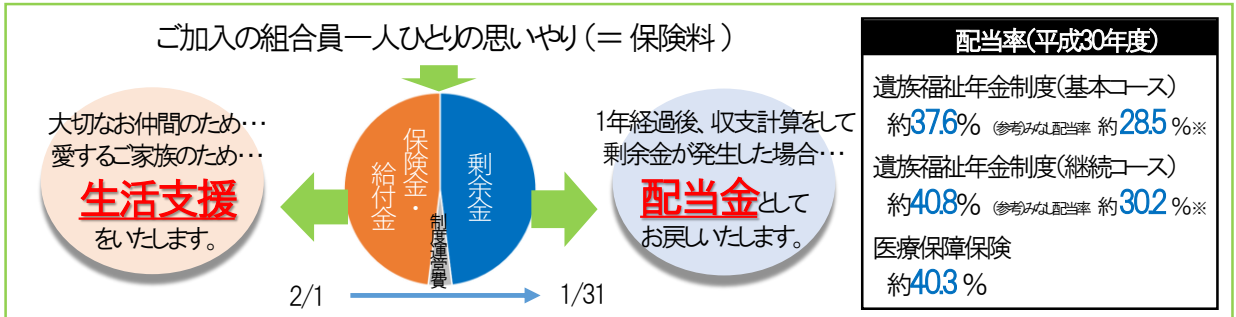 ご加入の組合員一人ひとりの思いやり（＝保険料）
大切なお仲間のため…
愛するご家族のため…
生活支援
をいたします。
保険金・
給付金
剰余金
制度運営費
2/1
1/31
1年経過後、収支計算をして
剰余金が発生した場合…
配当金として
お戻しいたします。
配当率(平成30年度)
遺族福祉年金制度(基本コース)
約37.6% (参考)みなし配当率 約28.5 %※
遺族福祉年金制度(継続コース)
約40.8% (参考)みなし配当率 約30.2 %※
医療保障保険
約40.3 %